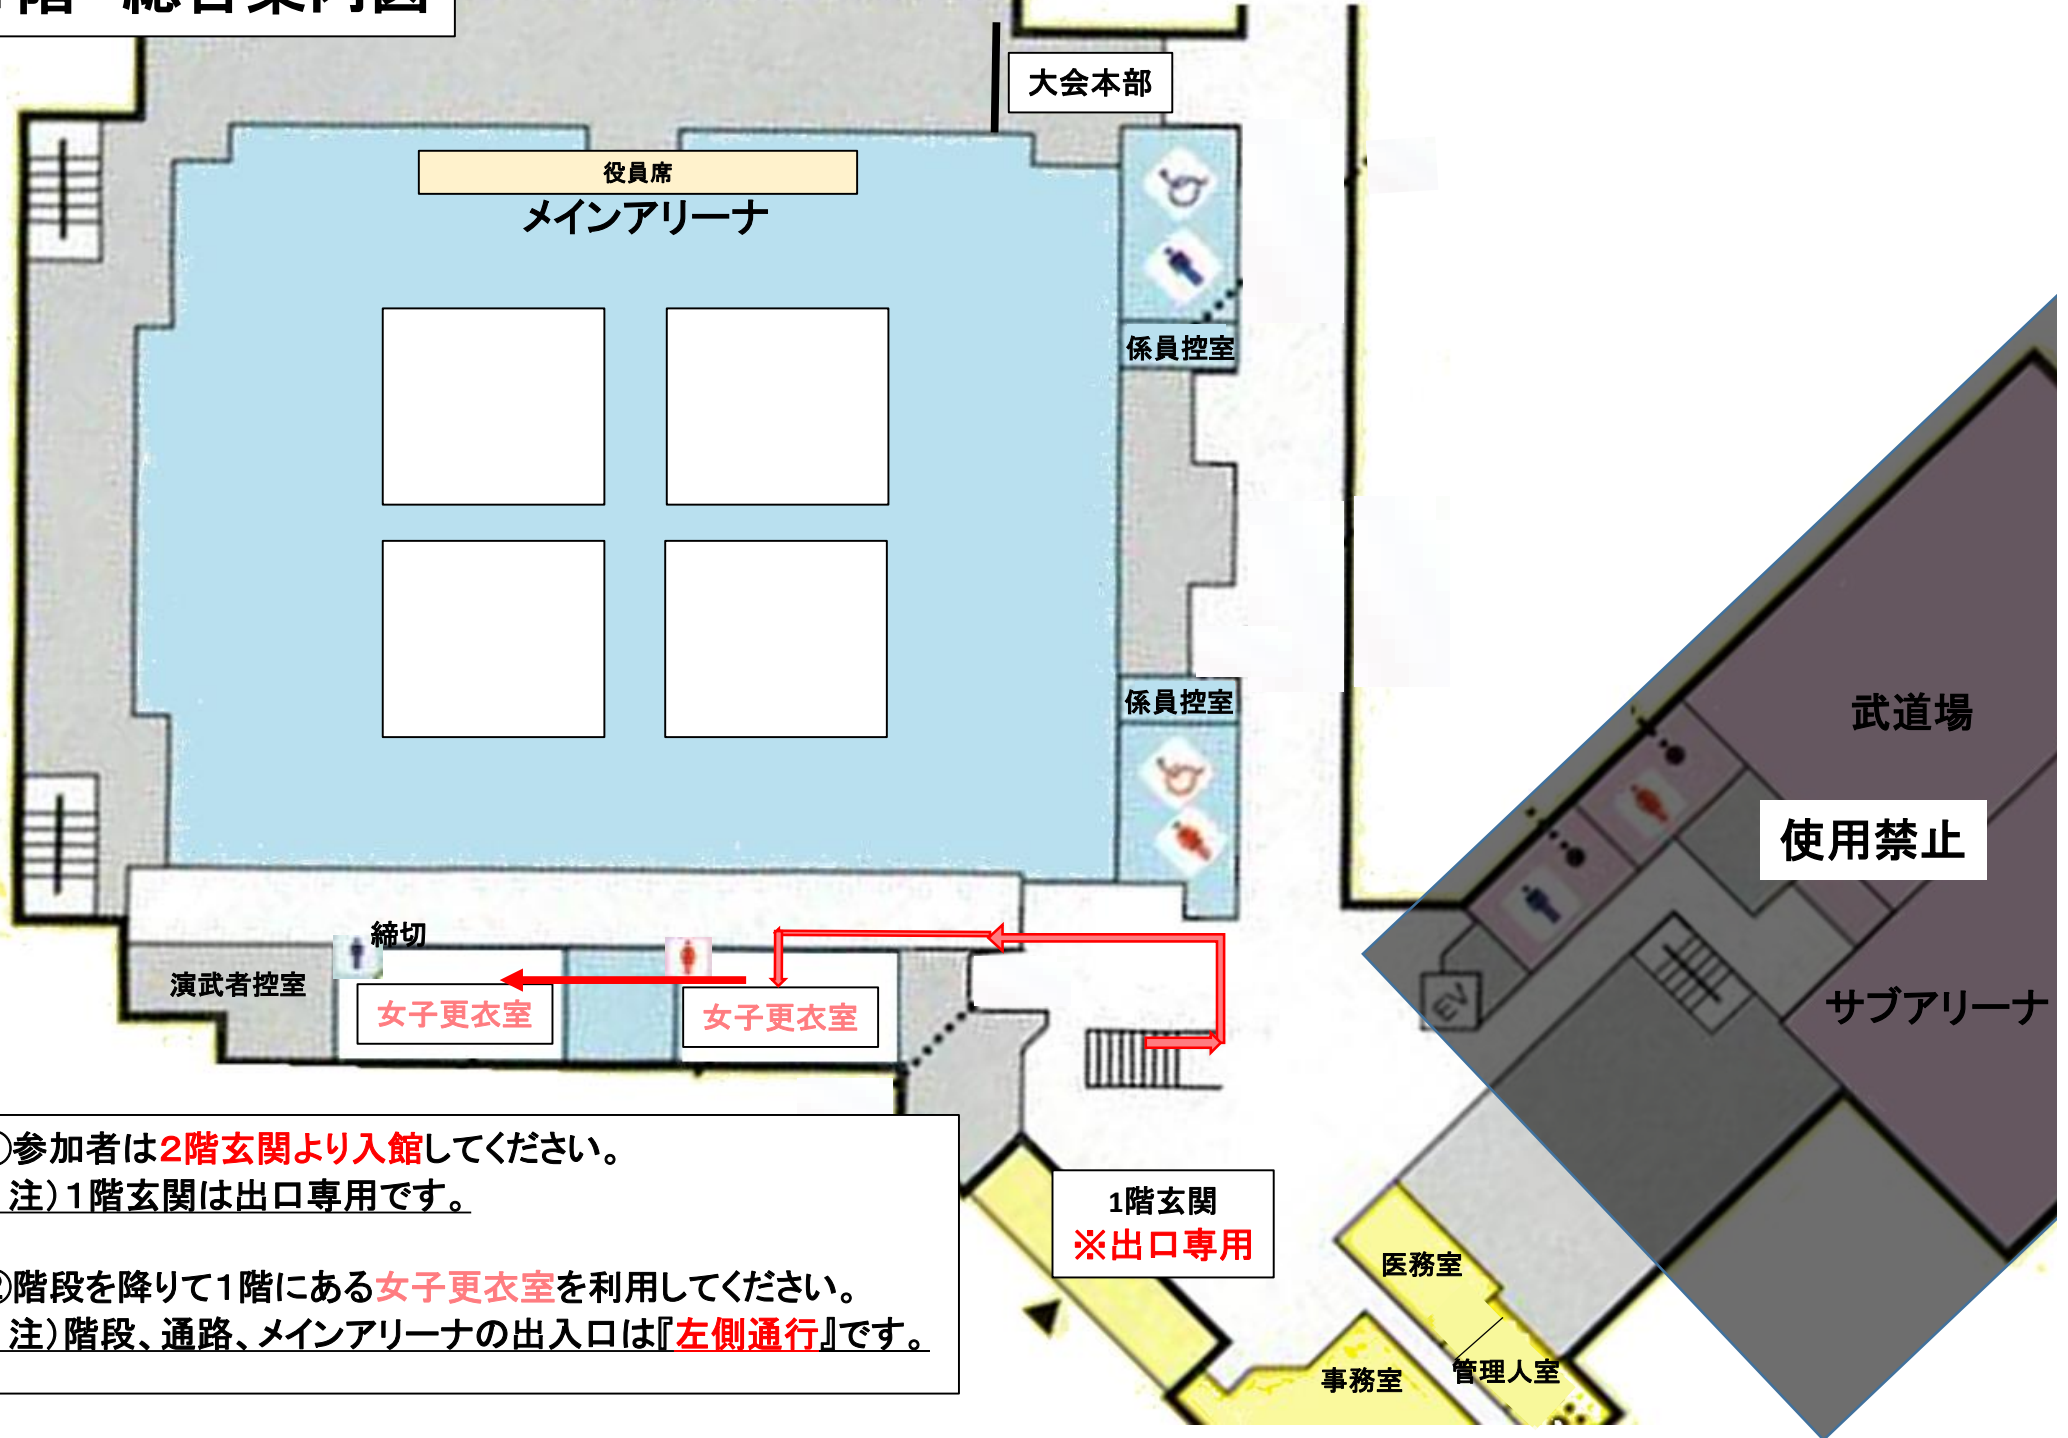 階 総合案内図
大会本部
役員席
メインアリーナ
係員控室
係員控室
武道場
使用禁止
サブアリーナ
EV
締切
演武者控室
女子更衣室
女子更衣室
参加者は2階玄関より入館してください。
注)1階玄関は出口専用です。
階段を降りて1階にある女子更衣室を利用してください。
注)階段、通路、メインアリーナの出入口は『左側通行』です。
1階玄関
※出口専用
医務室
管理人室
事務室